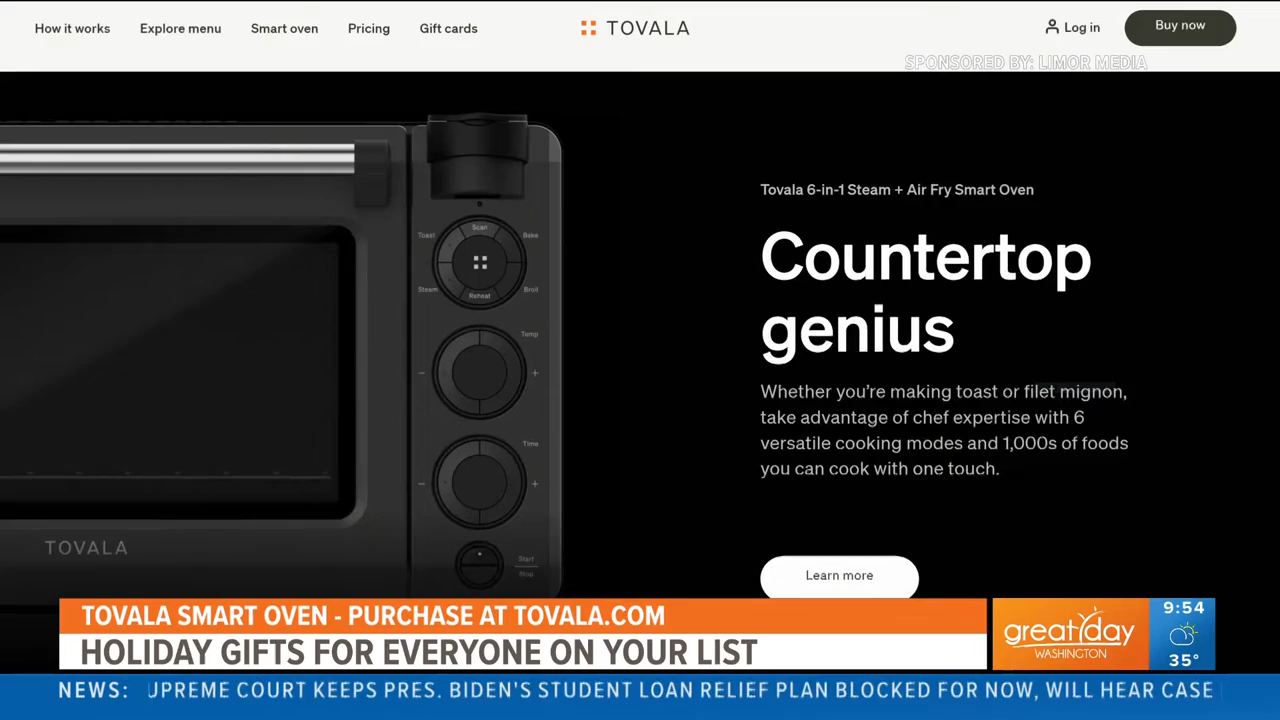 How it works
Explore menu
Smart oven
Pricing
Gift cards
TOVALA
Log in
Buy now
SPONSORED BY: LIMOR MEDIA
Scan
Toast
Bake
Steam
Broil
Reheat
Temp
− +
Time
− +
Start
Stop
TOVALA
Tovala 6-in-1 Steam + Air Fry Smart Oven
Countertop
genius
Whether you’re making toast or filet mignon,
take advantage of chef expertise with 6
versatile cooking modes and 1,000s of foods
you can cook with one touch.
Learn more
TOVALA SMART OVEN - PURCHASE AT TOVALA.COM
HOLIDAY GIFTS FOR EVERYONE ON YOUR LIST
great day
WASHINGTON
9:54
35°
NEWS: UPREME COURT KEEPS PRES. BIDEN'S STUDENT LOAN RELIEF PLAN BLOCKED FOR NOW, WILL HEAR CASE